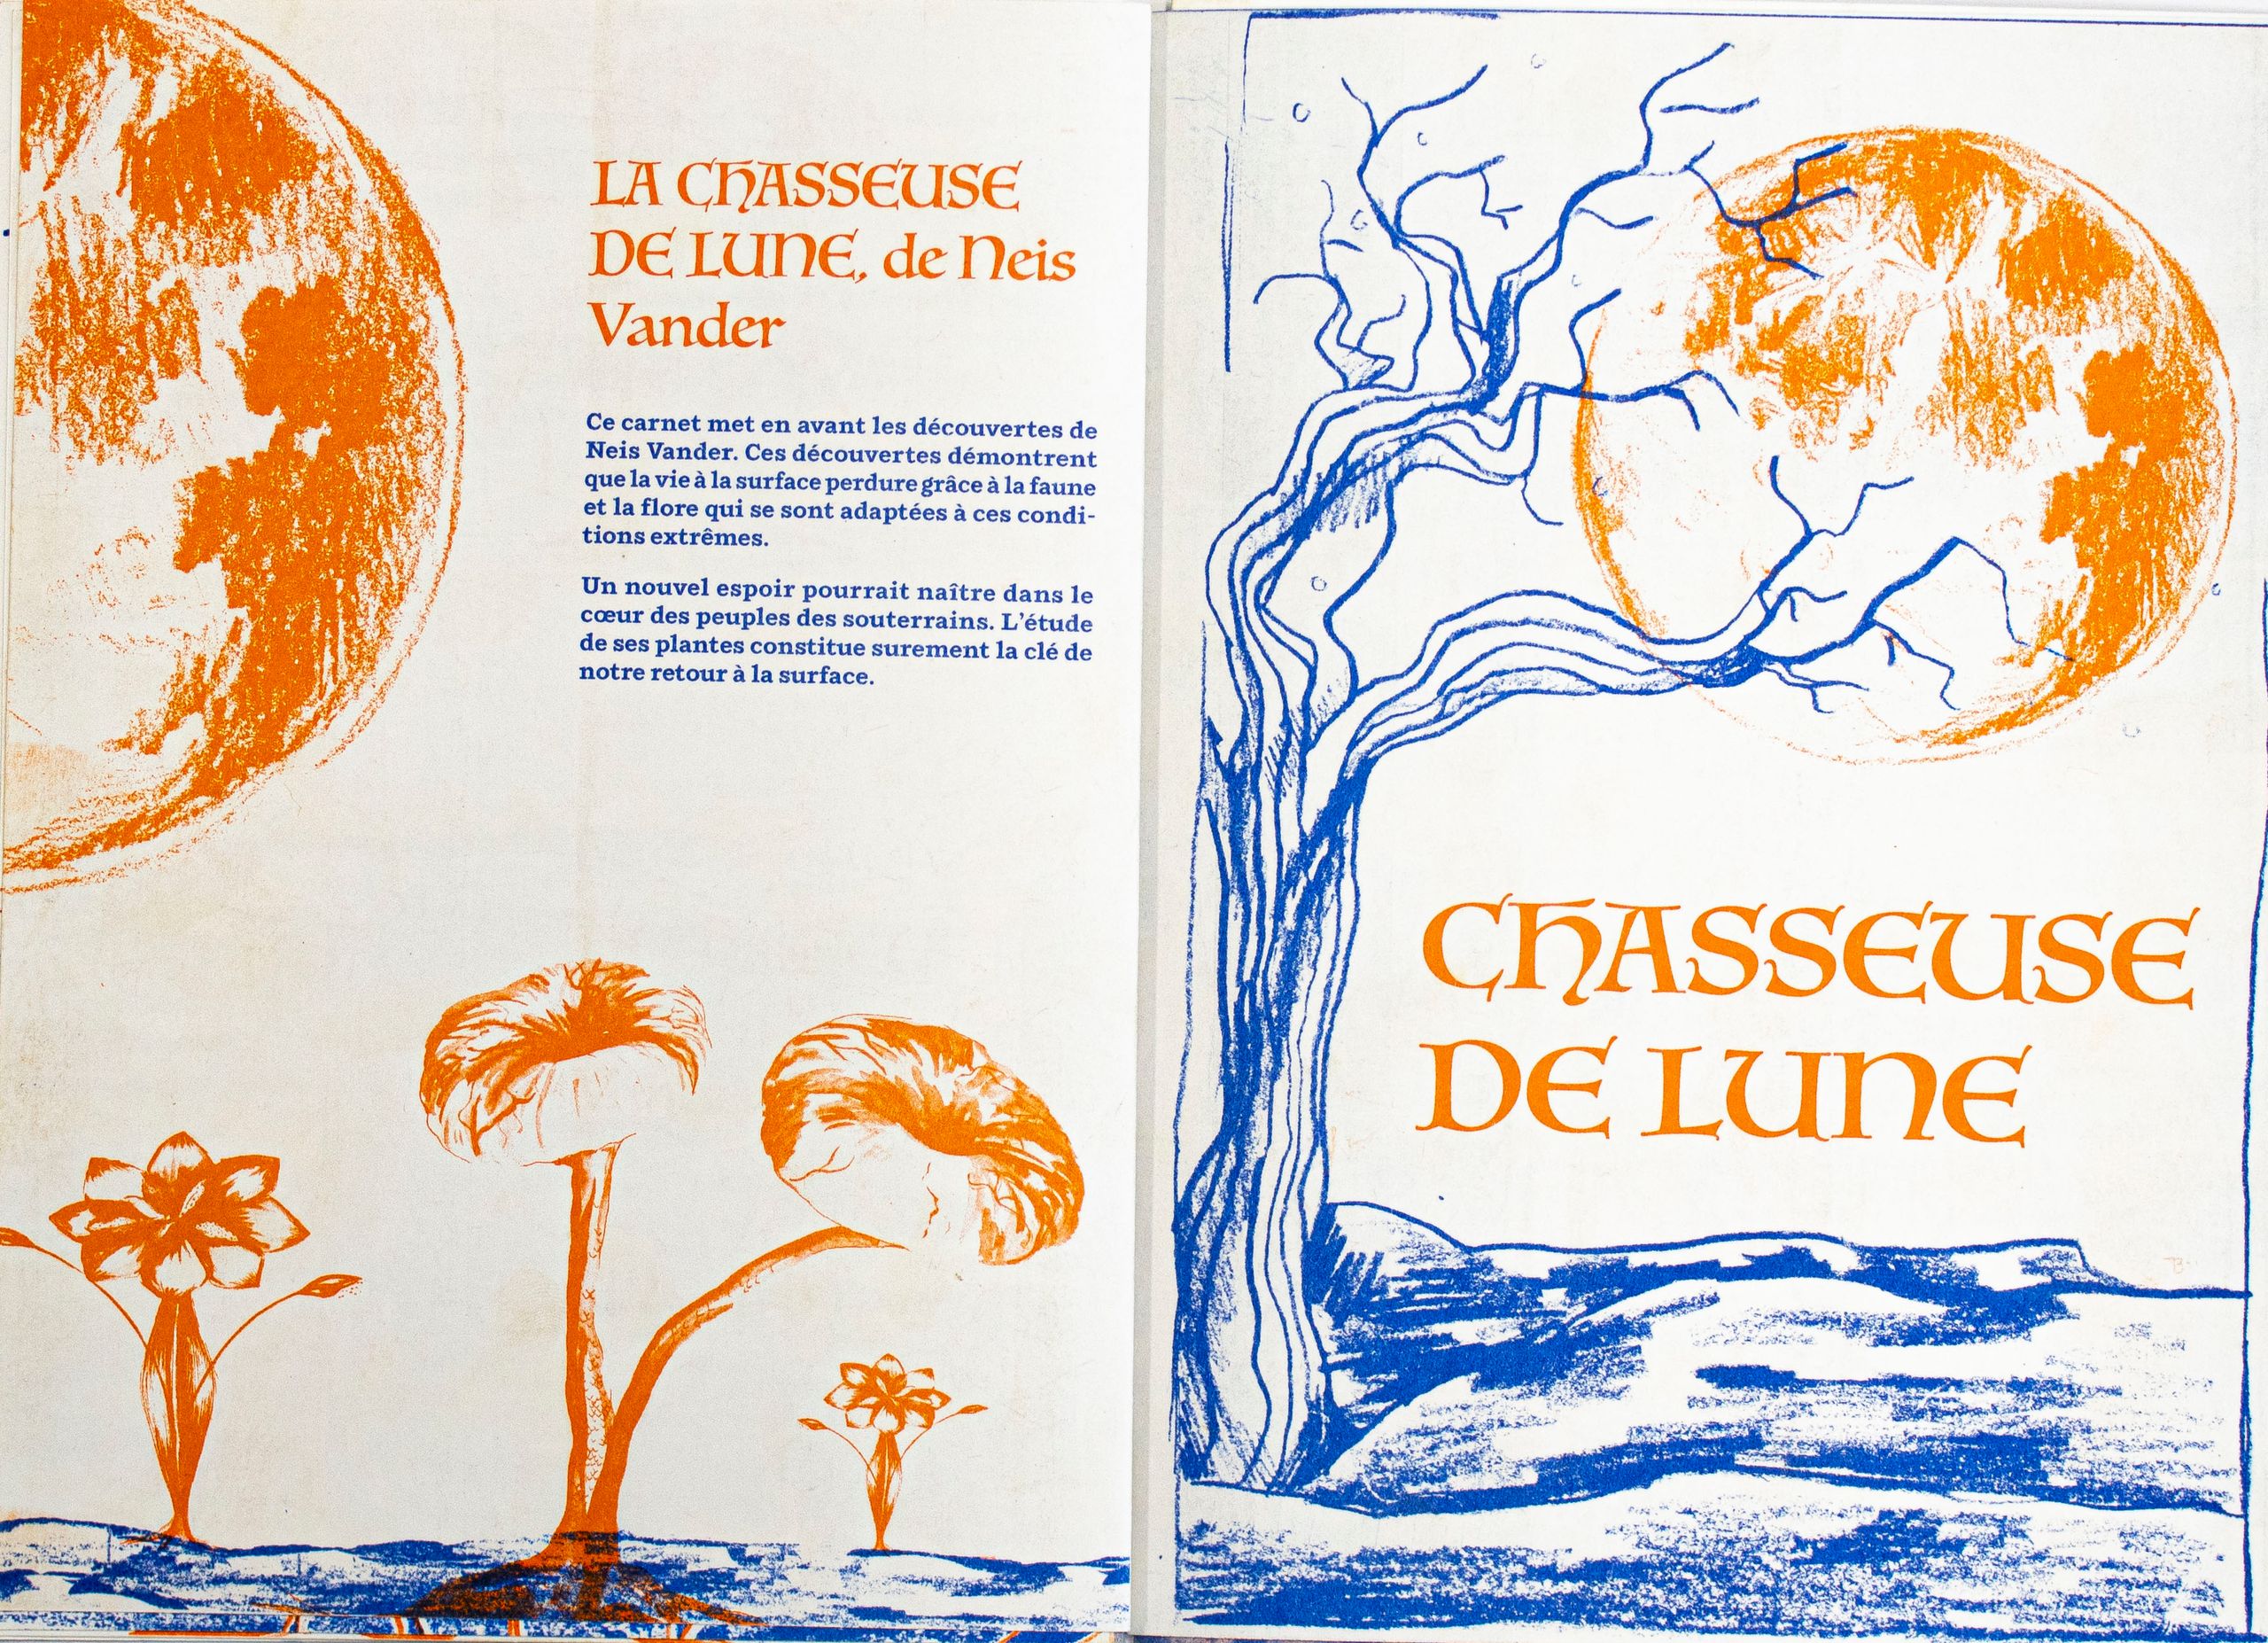 LA CHASSEUSE
DE LUNE, de Neis
Vander
Ce carnet met en avant les découvertes de
Neis Vander. Ces découvertes démontrent
que la vie à la surface perdure grâce à la faune
et la flore qui se sont adaptées à ces condi-
tions extrêmes.
Un nouvel espoir pourrait naître dans le
cœur des peuples des souterrains. L'étude
de ses plantes constitue surement la clé de
notre retour à la surface.
CHASSEUSE
DE LUNE